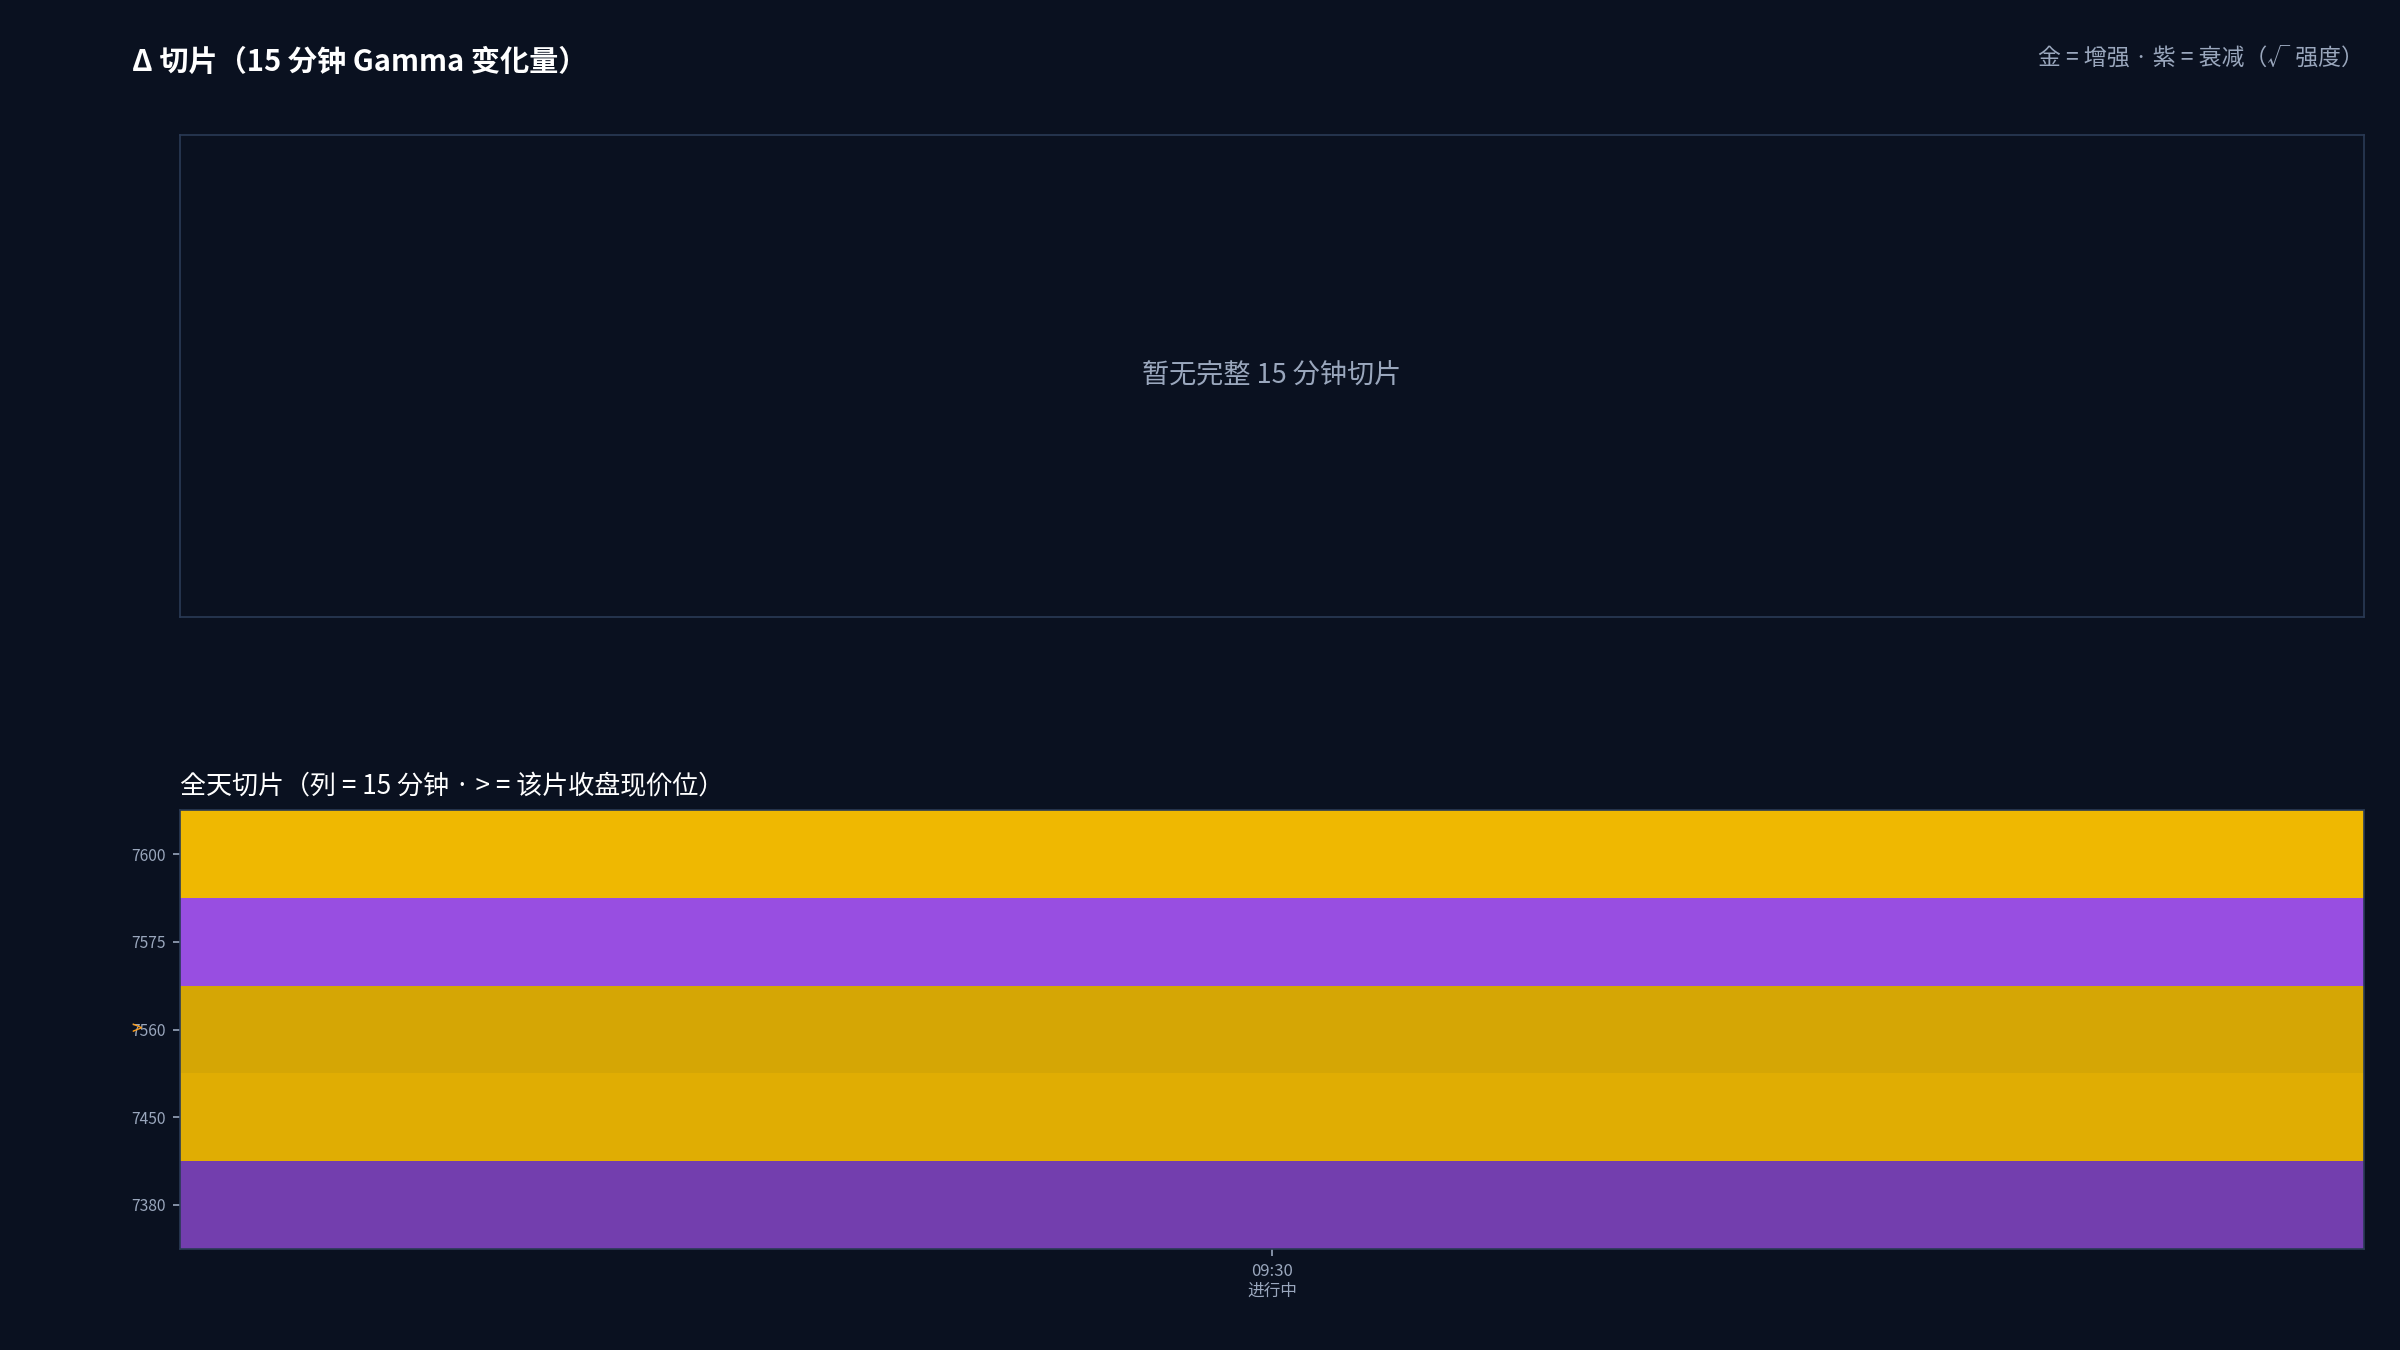 Δ 切片（15 分钟 Gamma 变化量）
金 = 增强 · 紫 = 衰减（√ 强度）
暂无完整 15 分钟切片
全天切片（列 = 15 分钟 · > = 该片收盘现价位）
7600
7575
> 7560
7450
7380
09:30
进行中